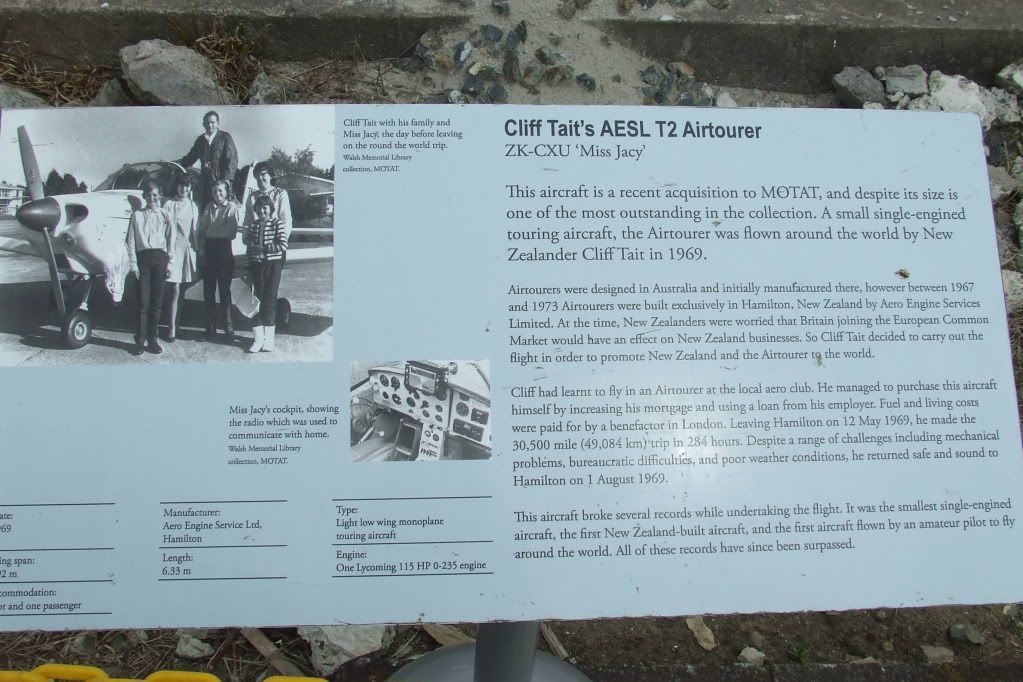 Cliff Tait with his family and
Miss Jacy, the day before leaving
on the round the world trip.
Walsh Memorial Library
collection, MOTAT.
Cliff Tait's AESL T2 Airtourer
ZK-CXU 'Miss Jacy'
This aircraft is a recent acquisition to MOTAT, and despite its size is
one of the most outstanding in the collection. A small single-engined
touring aircraft, the Airtourer was flown around the world by New
Zealander Cliff Tait in 1969.
Airtourers were designed in Australia and initially manufactured there, however between 1967
and 1973 Airtourers were built exclusively in Hamilton, New Zealand by Aero Engine Services
Limited. At the time, New Zealanders were worried that Britain joining the European Common
Market would have an effect on New Zealand businesses. So Cliff Tait decided to carry out the
flight in order to promote New Zealand and the Airtourer to the world.
Cliff had learnt to fly in an Airtourer at the local aero club. He managed to purchase this aircraft
himself by increasing his mortgage and using a loan from his employer. Fuel and living costs
were paid for by a benefactor in London. Leaving Hamilton on 12 May 1969, he made the
30,500 mile (49,084 km) trip in 284 hours. Despite a range of challenges including mechanical
problems, bureaucratic difficulties, and poor weather conditions, he returned safe and sound to
Hamilton on 1 August 1969.
This aircraft broke several records while undertaking the flight. It was the smallest single-engined
aircraft, the first New Zealand-built aircraft, and the first aircraft flown by an amateur pilot to fly
around the world. All of these records have since been surpassed.
Miss Jacy's cockpit, showing
the radio which was used to
communicate with home.
Walsh Memorial Library
collection, MOTAT.
ate:
69
ing span:
92 m
commodation:
ot and one passenger
Manufacturer:
Aero Engine Service Ltd,
Hamilton
Length:
6.33 m
Type:
Light low wing monoplane
touring aircraft
Engine:
One Lycoming 115 HP 0-235 engine